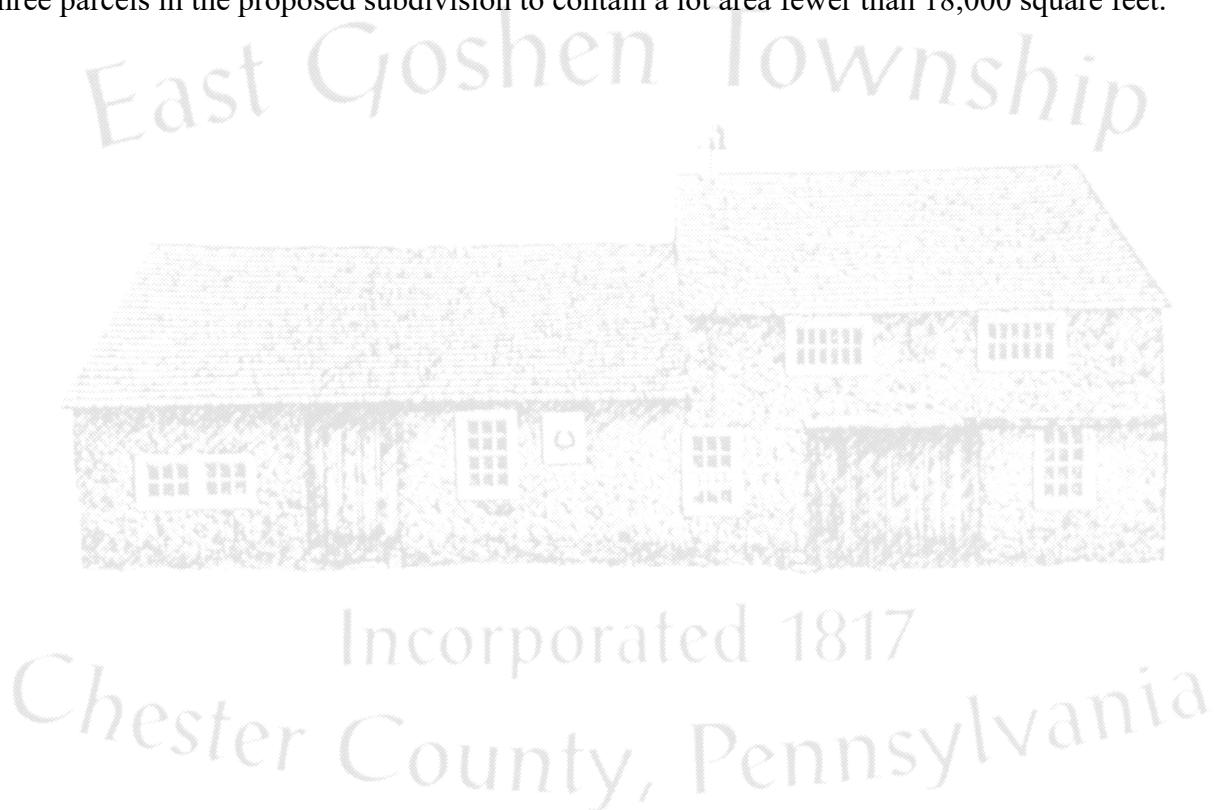 three parcels in the proposed subdivision to contain a lot area fewer than 18,000 square feet.
East Goshen Township
Incorporated 1817
Chester County, Pennsylvania